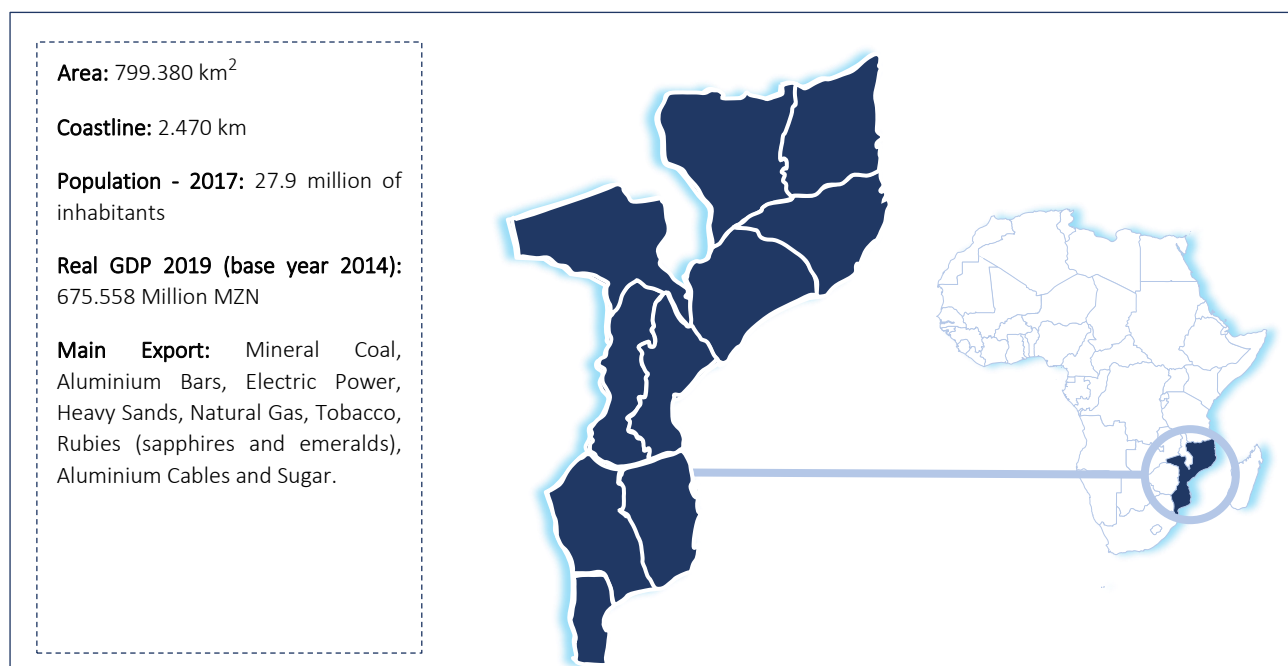 Area: 799.380 km2
Coastline: 2.470 km
Population - 2017: 27.9 million of
inhabitants
Real GDP 2019 (base year 2014):
675.558 Million MZN
Main Export: Mineral Coal,
Aluminium Bars, Electric Power,
Heavy Sands, Natural Gas, Tobacco,
Rubies (sapphires and emeralds),
Aluminium Cables and Sugar.